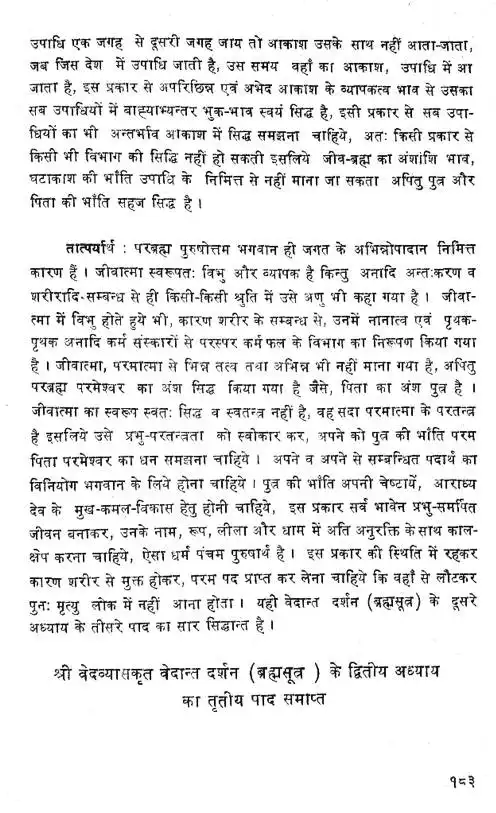 उपाधि एक जगह से दूसरी जगह जाय तो आकाश उसके साथ नहीं आता-जाता,
जब जिस देश में उपाधि जाती है, उस समय वहाँ का आकाश, उपाधि में आ
जाता है, इस प्रकार से अपरिछिन्न एवं अभेद आकाश के व्यापकत्व भाव से उसका
सब उपाधियों में बाह्याभ्यन्तर भुक-भाव स्वयं सिद्ध है, इसी प्रकार से सब उपा-
धियों का भी अन्तर्भाव आकाश में सिद्ध समझना चाहिये, अतः किसी प्रकार से
किसी भी विभाग की सिद्धि नहीं हो सकती इसलिये जीव-ब्रह्म का अंशांशि भाव,
घटाकाश की भाँति उपाधि के निमित्त से नहीं माना जा सकता अपितु पुत्र और
पिता की भाँति सहज सिद्ध है ।
तात्पर्यार्थ : परब्रह्म पुरुषोत्तम भगवान ही जगत के अभिन्नोपादान निमित्त
कारण हैं । जीवात्मा स्वरूपतः विभु और व्यापक है किन्तु अनादि अन्तःकरण व
शरीरादि-सम्बन्ध से ही किसी-किसी श्रुति में उसे अणु भी कहा गया है । जीवा-
त्मा में विभु होते हुये भी, कारण शरीर के सम्बन्ध से, उनमें नानात्व एवं पृथक-
पृथक अनादि कर्म संस्कारों से परस्पर कर्मफल के विभाग का निरूपण किया गया
है । जीवात्मा, परमात्मा से भिन्न तत्व तथा अभिन्न भी नहीं माना गया है, अपितु
परब्रह्म परमेश्वर का अंश सिद्ध किया गया है जैसे, पिता का अंश पुत्र है ।
जीवात्मा का स्वरूप स्वतः सिद्ध व स्वतन्त्र नहीं है, वह सदा परमात्मा के परतन्त्र
है इसलिये उसे प्रभु-परतन्त्रता को स्वीकार कर, अपने को पुत्र की भाँति परम
पिता परमेश्वर का धन समझना चाहिये । अपने व अपने से सम्बन्धित पदार्थ का
विनियोग भगवान के लिये होना चाहिये । पुत्र की भाँति अपनी चेष्टायें, आराध्य
देव के मुख-कमल-विकास हेतु होनी चाहिये, इस प्रकार सर्व भावेन प्रभु-समर्पित
जीवन बनाकर, उनके नाम, रूप, लीला और धाम में अति अनुरक्ति के साथ काल-
क्षेप करना चाहिये, ऐसा धर्म पंचम पुरुषार्थ है । इस प्रकार की स्थिति में रहकर
कारण शरीर से मुक्त होकर, परम पद प्राप्त कर लेना चाहिये कि वहाँ से लौटकर
पुनः मृत्यु लोक में नहीं आना होता । यही वेदान्त दर्शन (ब्रह्मसूत्र) के दूसरे
अध्याय के तीसरे पाद का सार सिद्धान्त है ।
श्री वेदव्यासकृत वेदान्त दर्शन (ब्रह्मसूत्र ) के द्वितीय अध्याय
का तृतीय पाद समाप्त
१८३